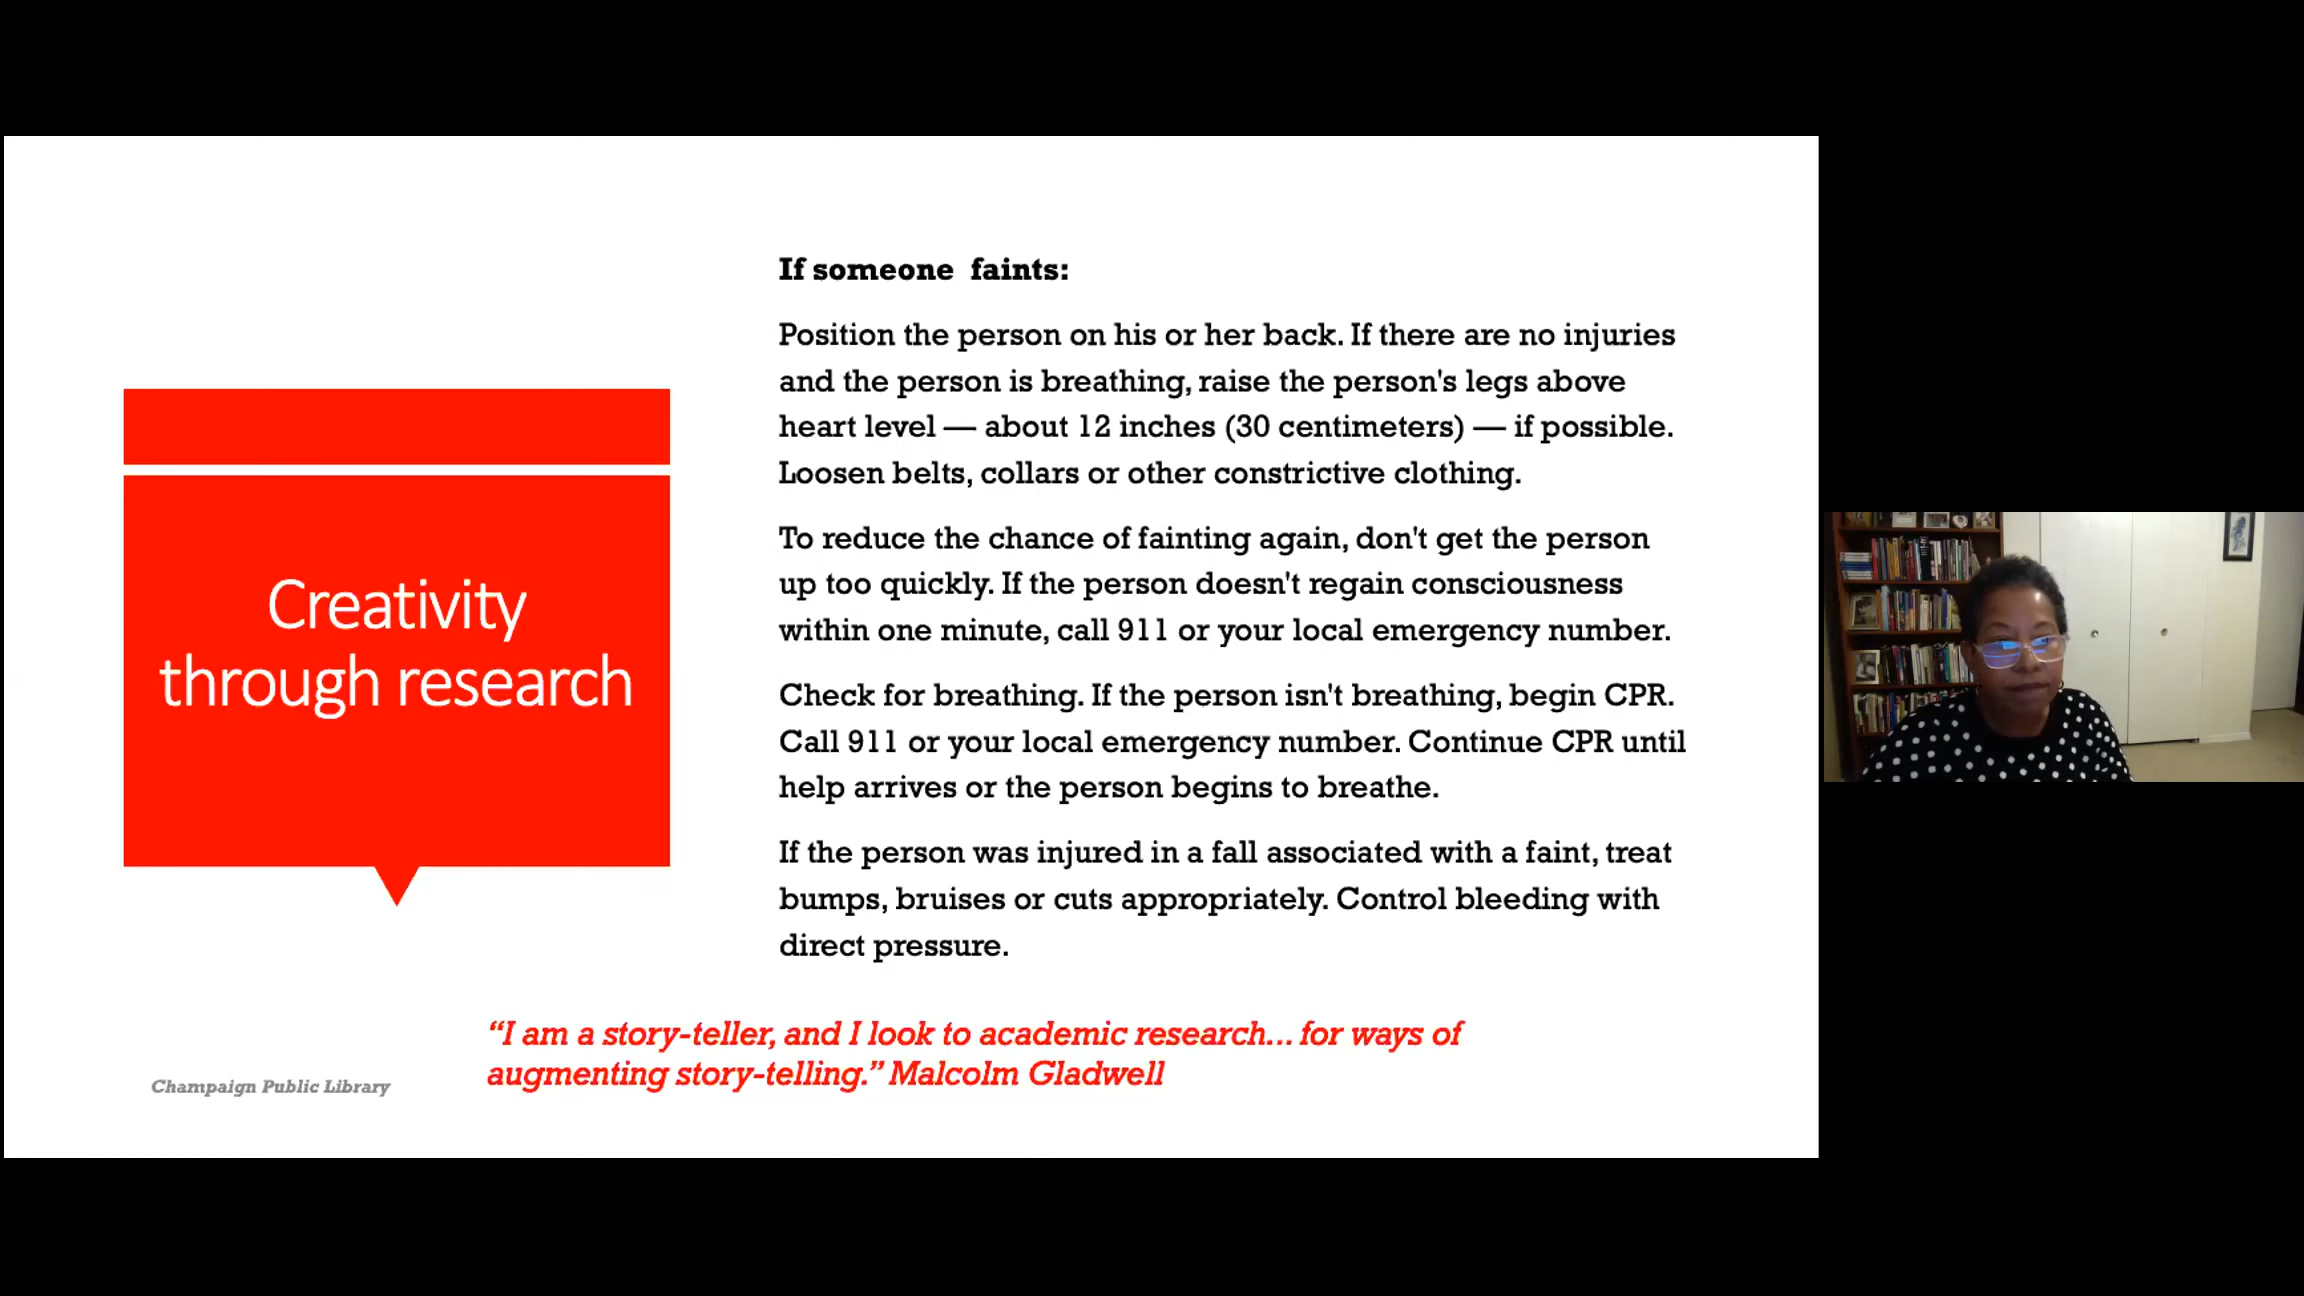 Creativity
through research
If someone faints:
Position the person on his or her back. If there are no injuries
and the person is breathing, raise the person's legs above
heart level — about 12 inches (30 centimeters) — if possible.
Loosen belts, collars or other constrictive clothing.
To reduce the chance of fainting again, don't get the person
up too quickly. If the person doesn't regain consciousness
within one minute, call 911 or your local emergency number.
Check for breathing. If the person isn't breathing, begin CPR.
Call 911 or your local emergency number. Continue CPR until
help arrives or the person begins to breathe.
If the person was injured in a fall associated with a faint, treat
bumps, bruises or cuts appropriately. Control bleeding with
direct pressure.
“I am a story-teller, and I look to academic research... for ways of
augmenting story-telling.” Malcolm Gladwell
Champaign Public Library